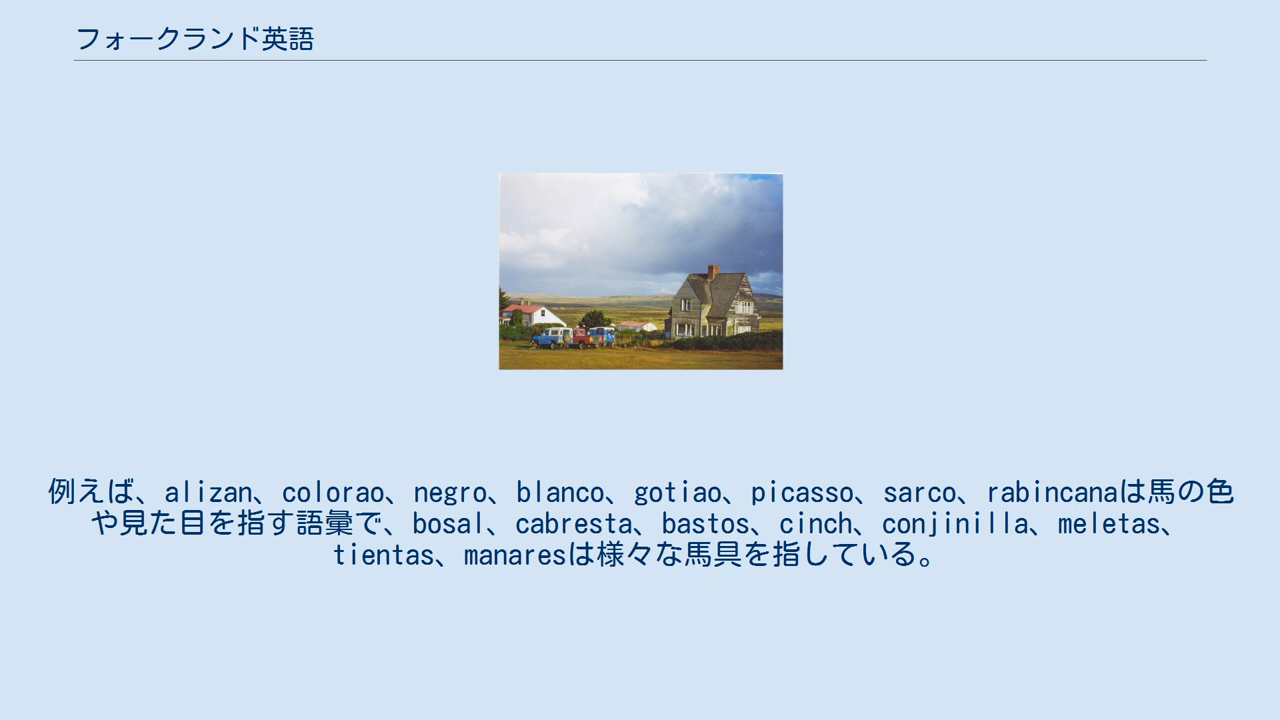 フォークランド英語
例えば、alizan、colorao、negro、blanco、gotiao、picasso、sarco、rabincanaは馬の色
や見た目を指す語彙で、bosal、cabresta、bastos、cinch、conjinilla、meletas、
tientas、manaresは様々な馬具を指している。